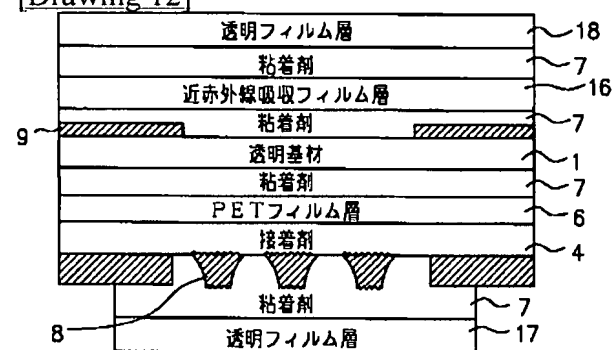 [Drawing 12]
透明フィルム層
18
粘着剤
7
近赤外線吸収フィルム層
16
粘着剤
7
9
透明基材
1
粘着剤
7
PETフィルム層
6
接着剤
4
粘着剤
7
8
透明フィルム層
17